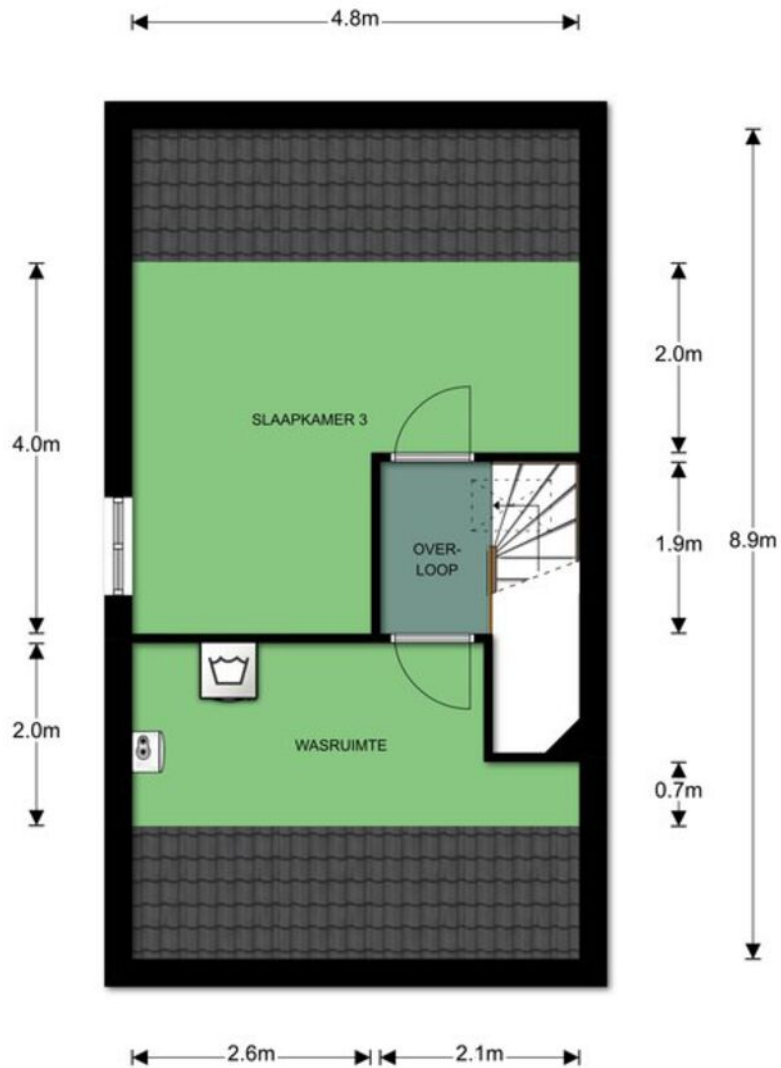 4.8m
SLAAPKAMER 3
2.0m
4.0m
OVER-
LOOP
1.9m
8.9m
2.0m
WASRUIMTE
0.7m
2.6m
2.1m